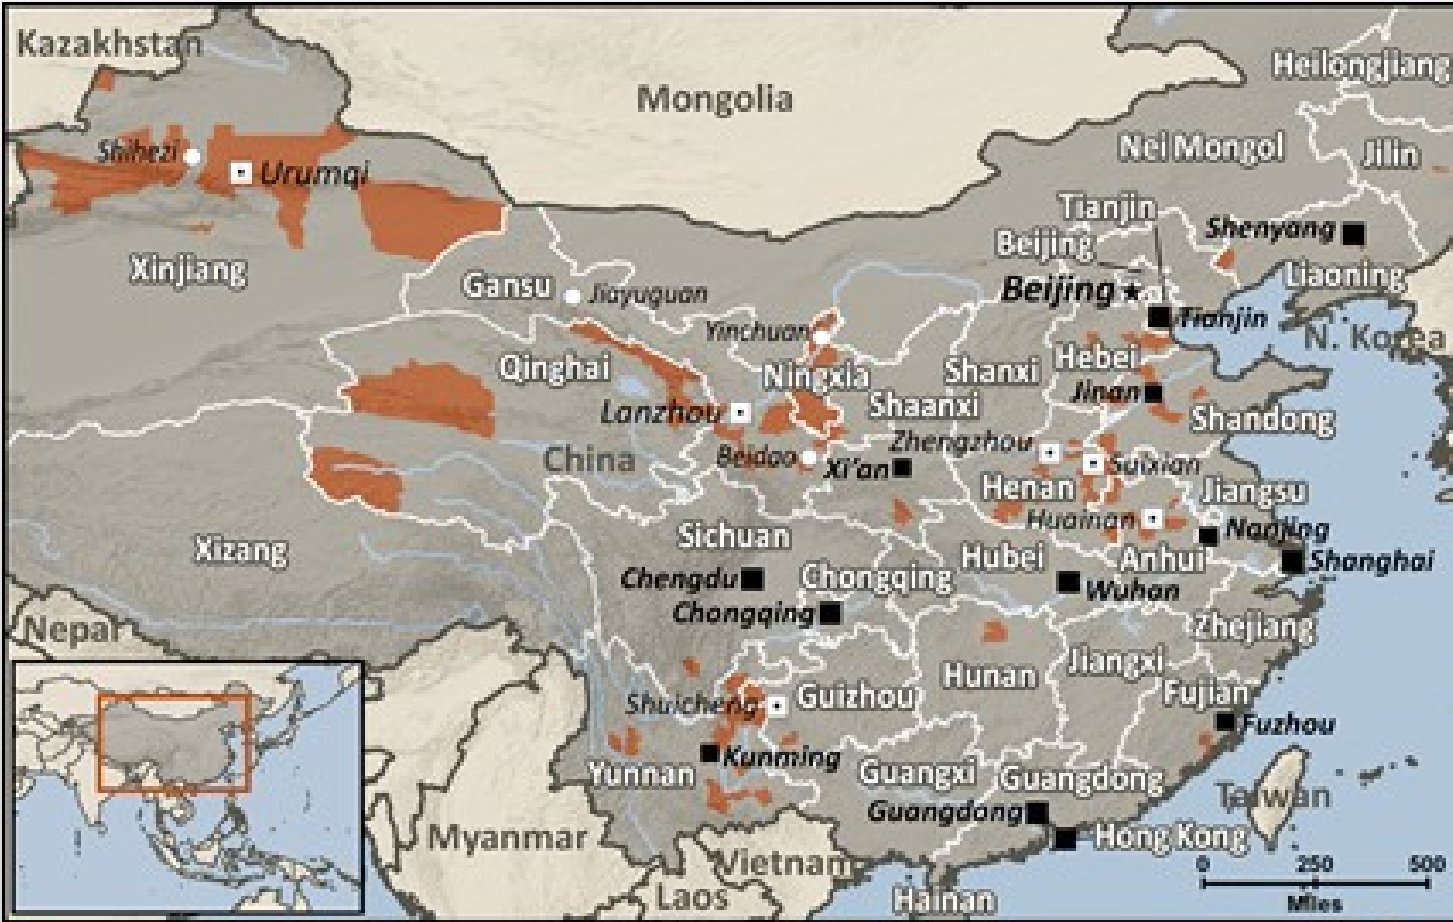 Kazakhstan
Mongolia
Heilongjiang
Nei Mongol
Jilin
Shihezi
Urumqi
Tianjin
Shenyang
Beijing
Xinjiang
Gansu
Jiayuguan
Beijing
Liaoning
Tianjin
Yinchuan
N. Korea
Qinghai
Ningxia
Shanxi
Hebei
Jinan
Lanzhou
Shaanxi
Shandong
Zhengzhou
China
Beidao
Xi'an
Suixian
Henan
Jiangsu
Huainan
Nanjing
Xizang
Sichuan
Hubei
Anhui
Shanghai
Chengdu
Chongqing
Wuhan
Chongqing
Nepal
Zhejiang
Hunan
Jiangxi
Shuicheng
Guizhou
Fujian
Fuzhou
Kunming
Yunnan
Guangxi
Guangdong
Taiwan
Guangdong
Myanmar
Hong Kong
Vietnam
0 250 500
Laos
Hainan
Miles